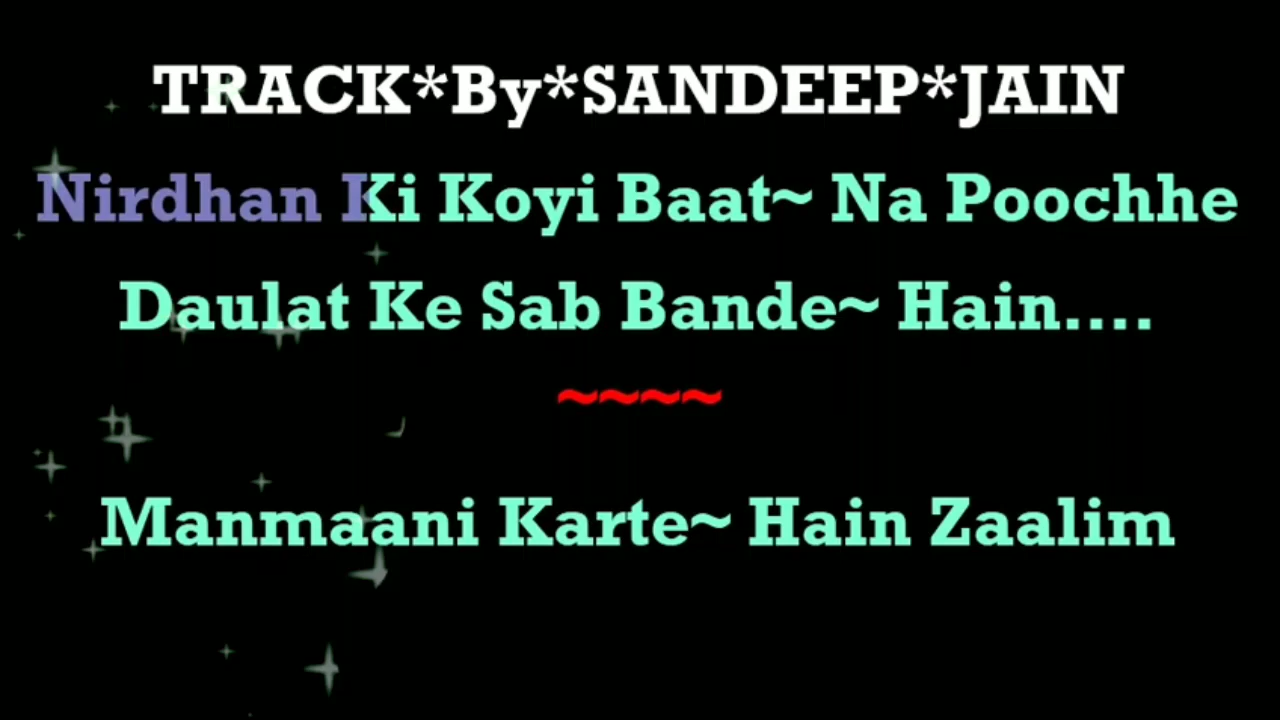 TRACK*By*SANDEEP*JAIN
Nirdhan Ki Koyi Baat~ Na Poochhe
Daulat Ke Sab Bande~ Hain....
~~~~
Manmaani Karte~ Hain Zaalim